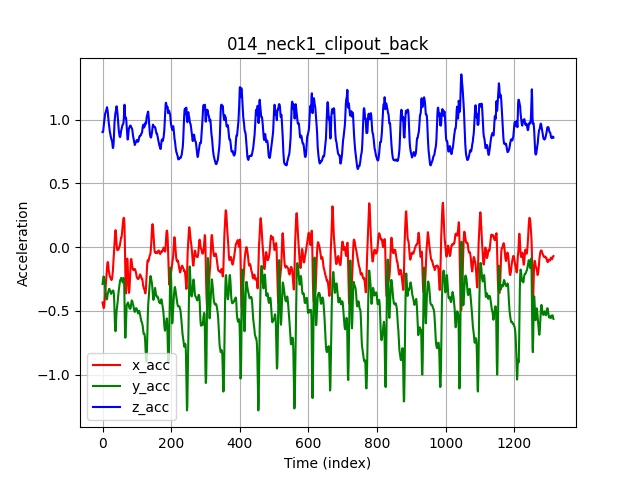 014_neck1_clipout_back
Acceleration
1.0
0.5
0.0
−0.5
−1.0
x_acc
y_acc
z_acc
0 200 400 600 800 1000 1200
Time (index)